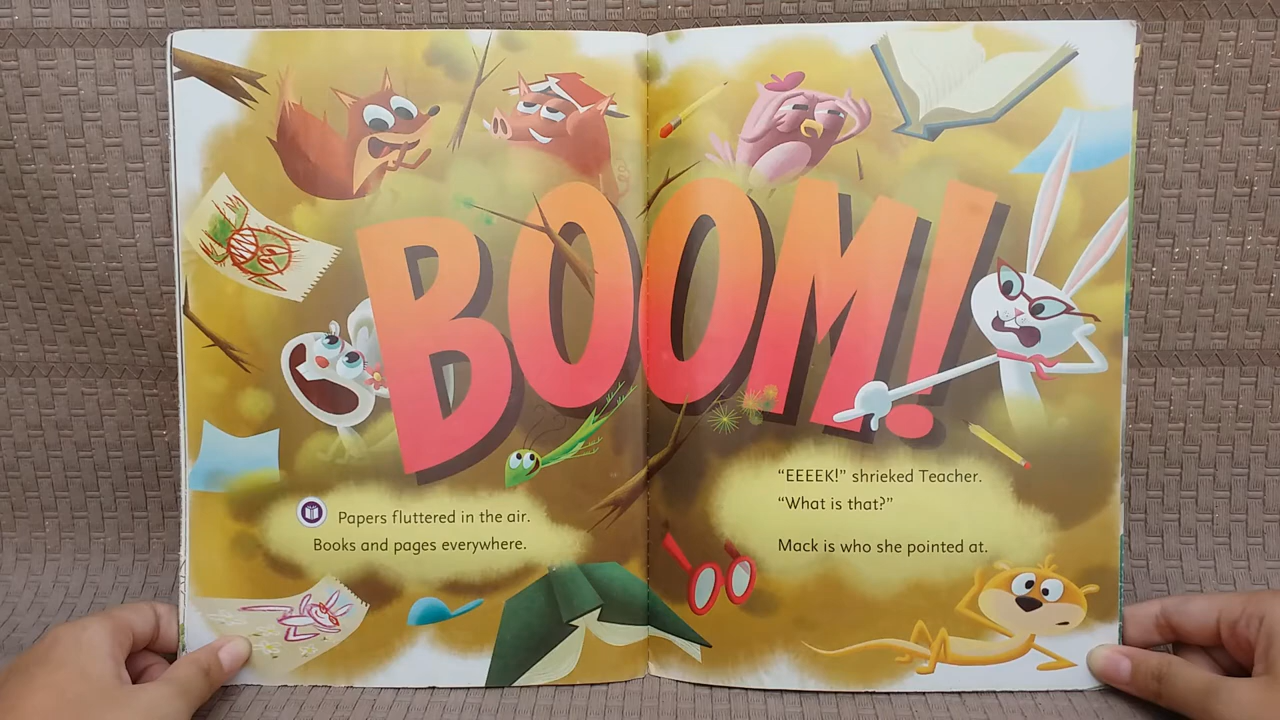 BOOM!
Papers fluttered in the air.
Books and pages everywhere.
“EEEEK!” shrieked Teacher.
“What is that?”
Mack is who she pointed at.